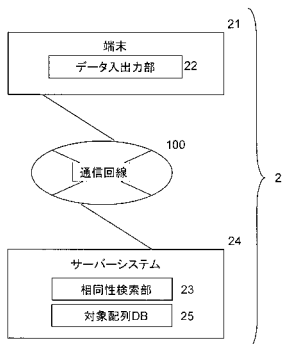 21
端末
データ入出力部 22
100
通信回線
2
24
サーバーシステム
相同性検索部 23
対象配列DB 25